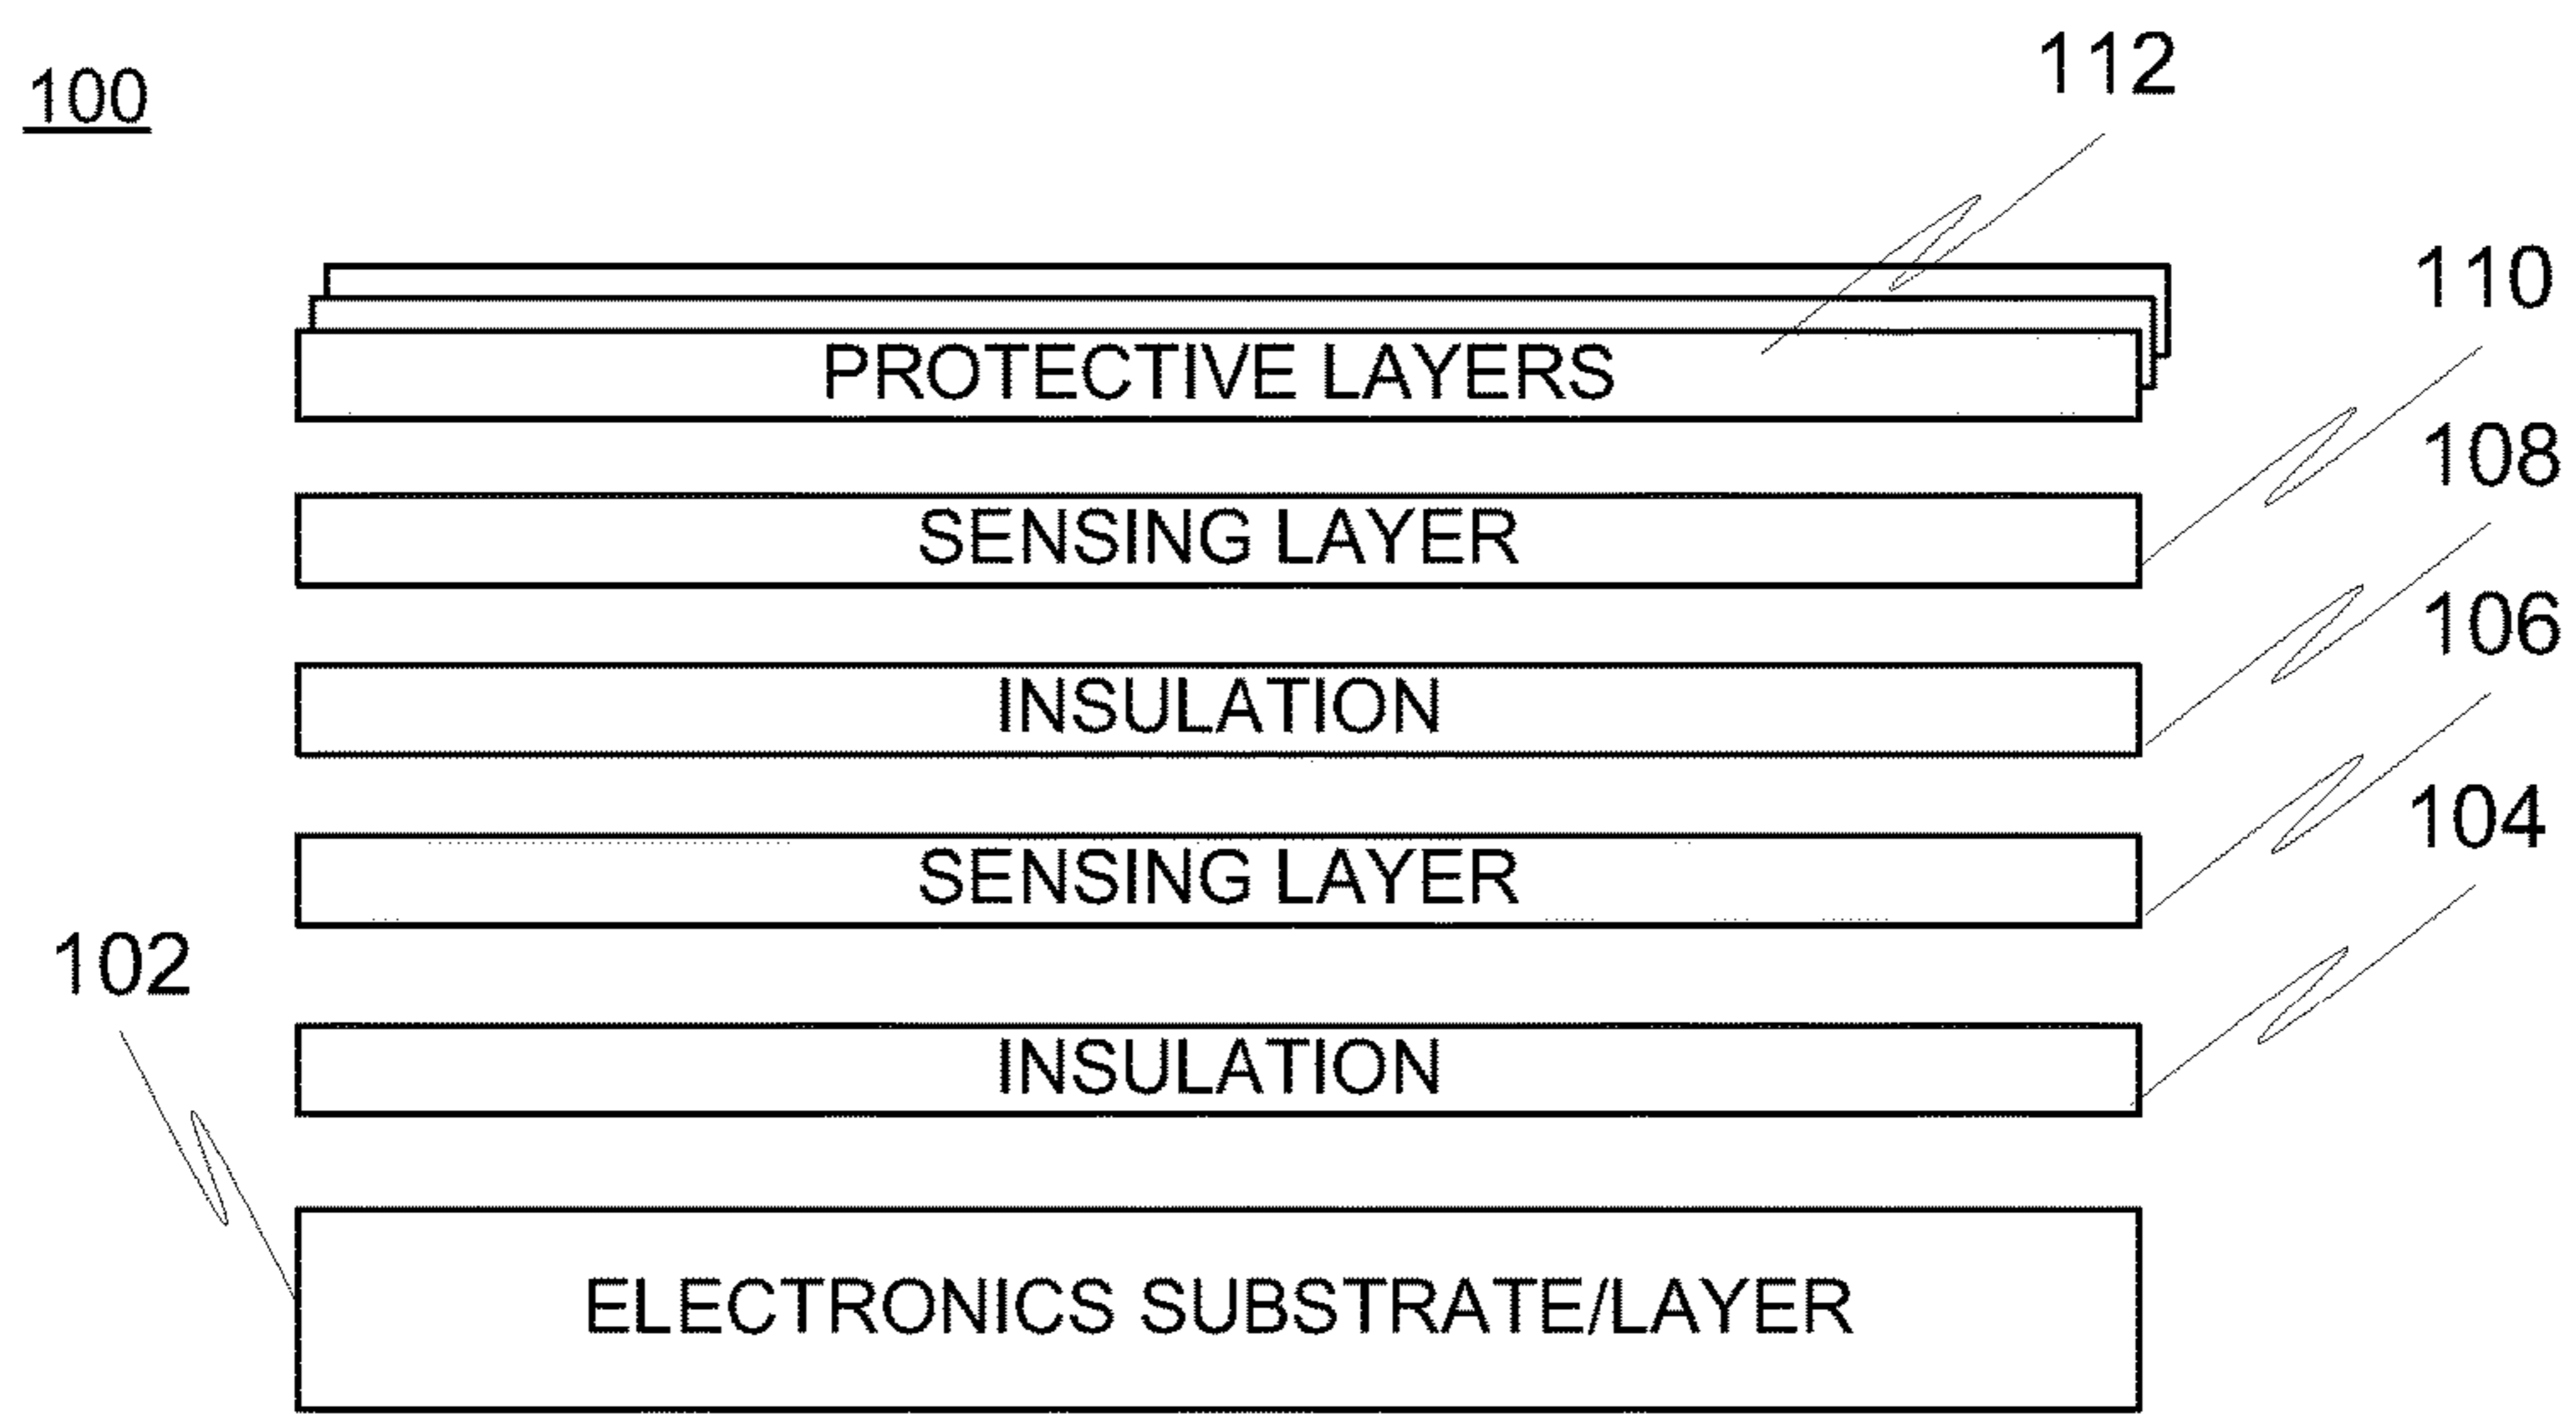 112
100
110
PROTECTIVE LAYERS
108
SENSING LAYER
106
INSULATION
104
SENSING LAYER
102
INSULATION
ELECTRONICS SUBSTRATE/LAYER